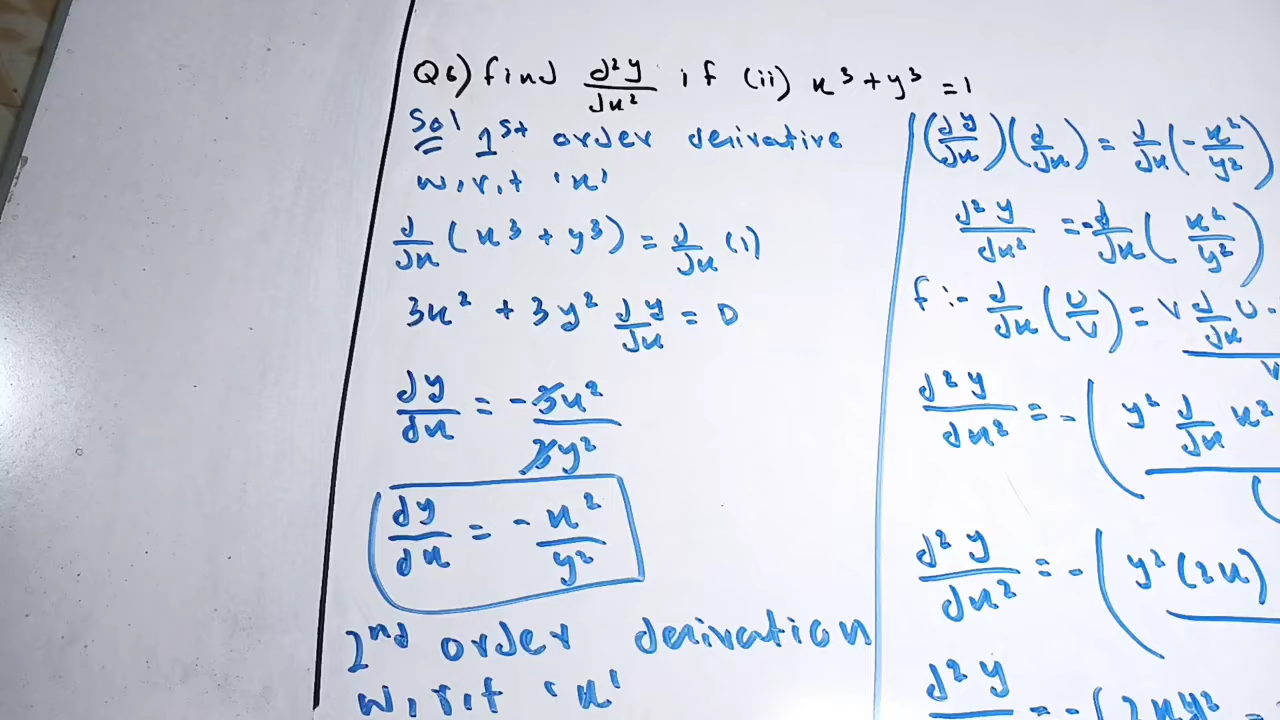 Q6) find d²y/dx² if (ii) x³ + y³ = 1
Sol 1st order derivative
w.r.t 'x'
d/dx (x³ + y³) = d/dx (1)
3x² + 3y² dy/dx = 0
dy/dx = - 3x²/3y²
dy/dx = - x²/y²
2nd order derivation
w.r.t 'x'
(dy/dx)(d/dx) = d/dx (- x²/y²)
d²y/dx² = - d/dx (x²/y²)
f:- d/dx (U/V) = V d/dx U -
d²y/dx² = - ( y² d/dx x²
d²y/dx² = - ( y² (2x)
d²y = - ( 2xy²